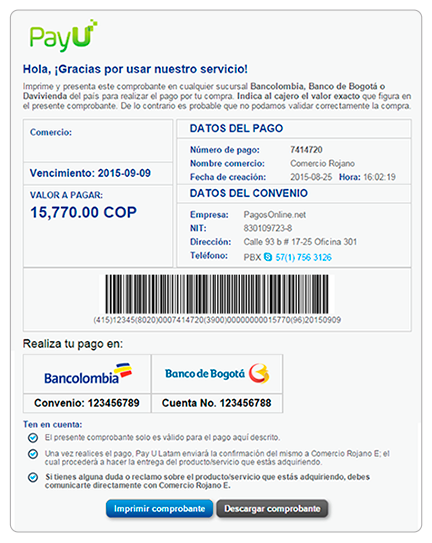 PayU
Hola, ¡Gracias por usar nuestro servicio!
Imprime y presenta este comprobante en cualquier sucursal Bancolombia, Banco de Bogotá o
Davivienda del país para realizar el pago por tu compra. Indica al cajero el valor exacto que figura en
el presente comprobante. De lo contrario es probable que no podamos validar correctamente la compra.
Comercio:
Vencimiento: 2015-09-09
VALOR A PAGAR:
15,770.00 COP
DATOS DEL PAGO
Número de pago: 7414720
Nombre comercio: Comercio Rojano
Fecha de creación: 2015-08-25 Hora: 16:02:19
DATOS DEL CONVENIO
Empresa: PagosOnline.net
NIT: 830109723-8
Dirección: Calle 93 b # 17-25 Oficina 301
Teléfono: PBX 57(1) 756 3126
(415)12345(8020)0007414720(3900)00000000015770(96)20150909
Realiza tu pago en:
Bancolombia
Banco de Bogotá
Convenio: 123456789
Cuenta No. 123456788
Ten en cuenta:
El presente comprobante solo es válido para el pago aquí descrito.
Una vez realices el pago, Pay U Latam enviará la confirmación del mismo a Comercio Rojano E; el
cual procederá a hacer la entrega del producto/servicio que estás adquiriendo.
Si tienes alguna duda o reclamo sobre el producto/servicio que estás adquiriendo, debes
comunicarte directamente con Comercio Rojano E.
Imprimir comprobante
Descargar comprobante